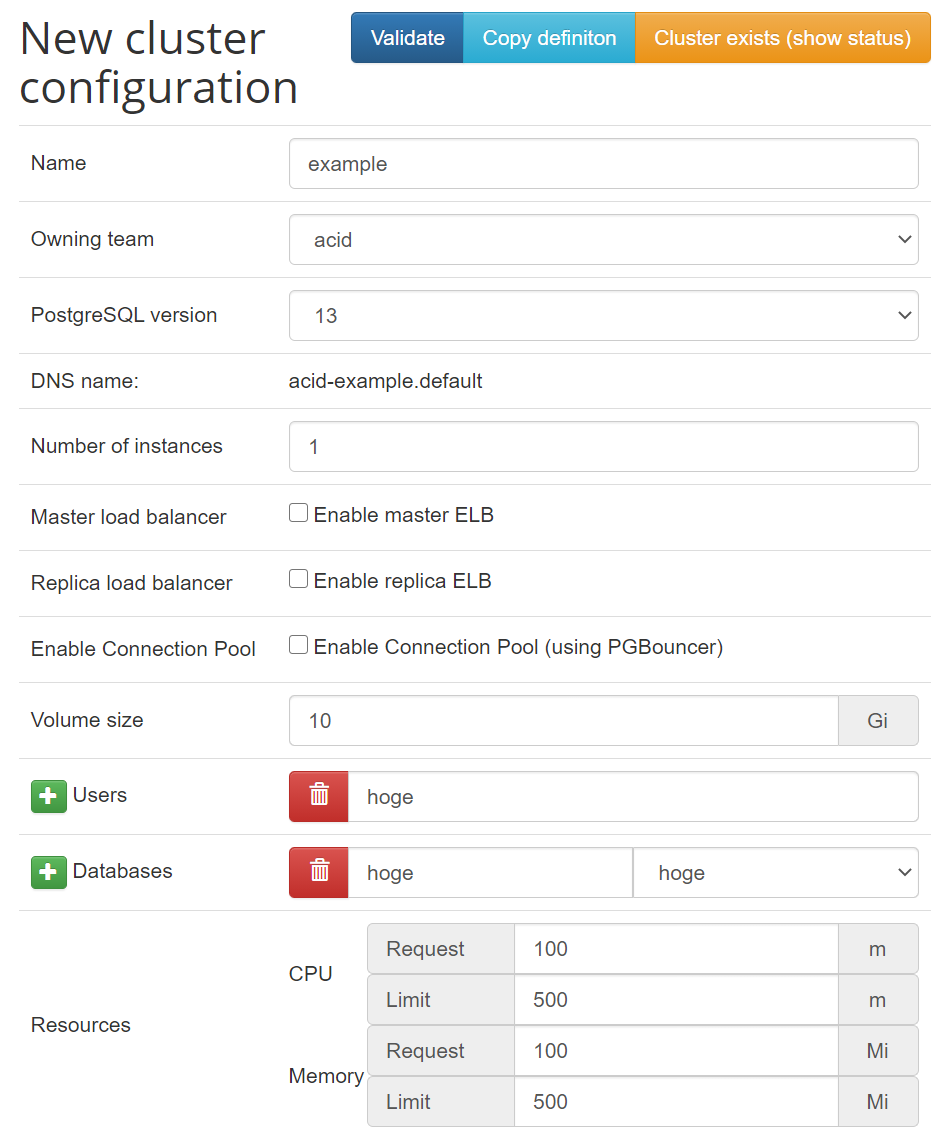 New cluster
configuration
Validate
Copy definiton
Cluster exists (show status)
Name
example
Owning team
acid
PostgreSQL version
13
DNS name:
acid-example.default
Number of instances
1
Master load balancer
Enable master ELB
Replica load balancer
Enable replica ELB
Enable Connection Pool
Enable Connection Pool (using PGBouncer)
Volume size
10
Gi
Users
hoge
Databases
hoge
hoge
Resources
CPU
Request
100
m
Limit
500
m
Memory
Request
100
Mi
Limit
500
Mi